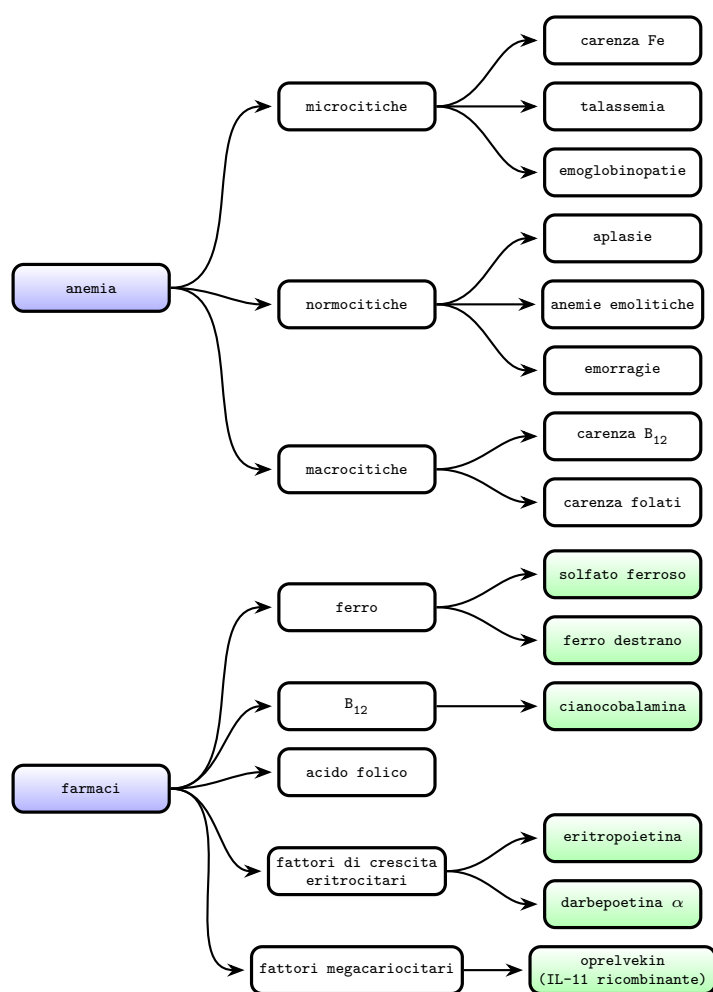 carenza Fe
microcitiche
talassemia
emoglobinopatie
aplasie
anemia
normocitiche
anemie emolitiche
emorragie
carenza B12
macrocitiche
carenza folati
solfato ferroso
ferro
ferro destrano
B12
cianocobalamina
acido folico
farmaci
eritropoietina
fattori di crescita
eritrocitari
darbepoetina α
fattori megacariocitari
oprelvekin
(IL-11 ricombinante)